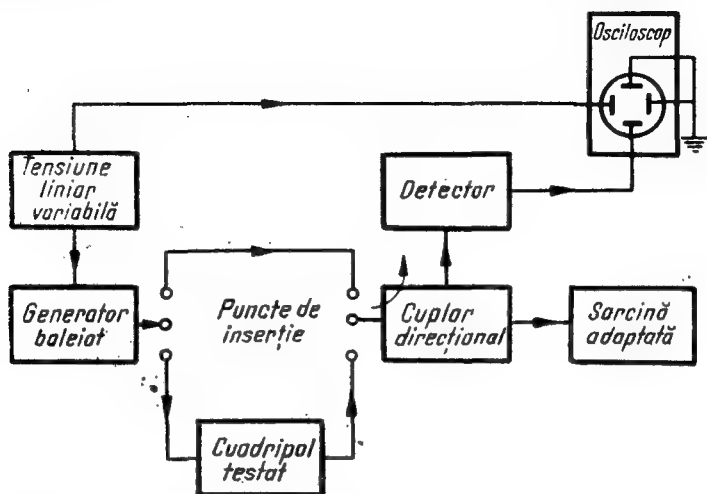 Osciloscop
Tensiune
liniar
variabilă
Detector
Generator
baleiat
Puncte de
inserție
Cuplor
direcțional
Sarcină
adaptată
Cuadripol
testat